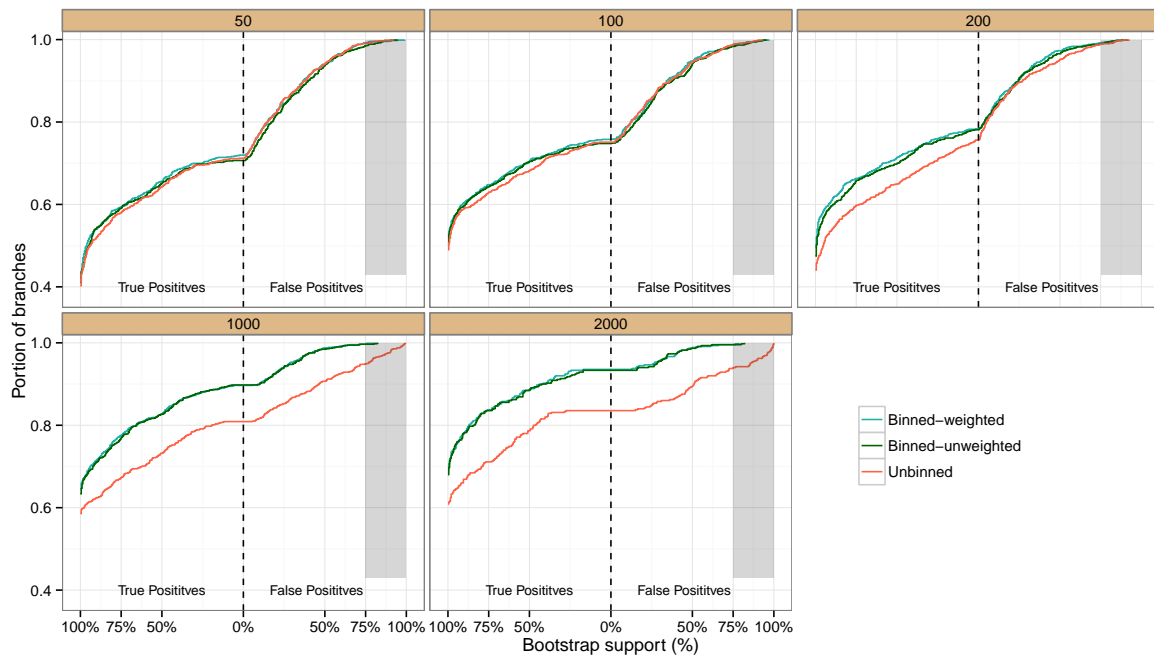 50
100
200
Portion of branches
1.0
0.8
0.6
0.4
True Posititves
False Posititves
True Posititves
False Posititves
True Posititves
False Posititves
1000
2000
1.0
0.8
0.6
0.4
True Posititves
False Posititves
True Posititves
False Posititves
Binned−weighted
Binned−unweighted
Unbinned
100% 75% 50% 0% 50% 75% 100%
100% 75% 50% 0% 50% 75% 100%
Bootstrap support (%)